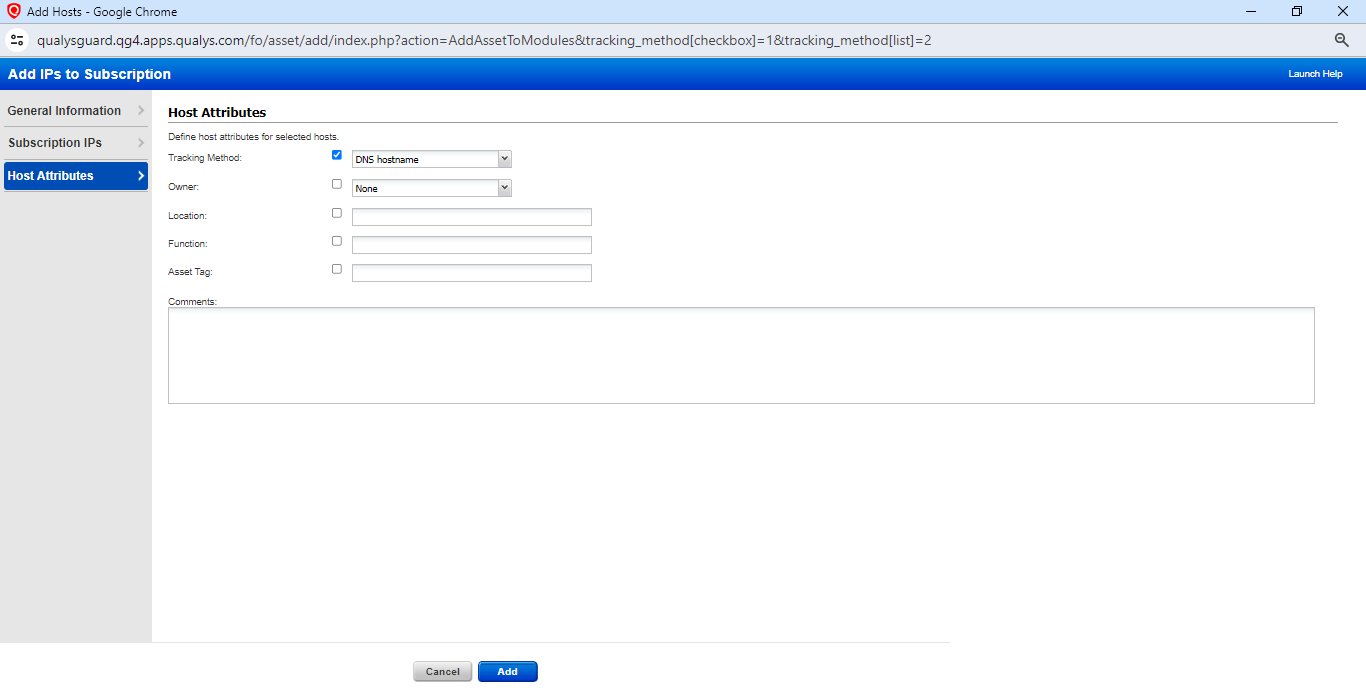 Add Hosts - Google Chrome
qualysguard.qg4.apps.qualys.com/fo/asset/add/index.php?action=AddAssetToModules&tracking_method[checkbox]=1&tracking_method[list]=2
Add IPs to Subscription
Launch Help
General Information
Subscription IPs
Host Attributes
Host Attributes
Define host attributes for selected hosts.
Tracking Method:
DNS hostname
Owner:
None
Location:
Function:
Asset Tag:
Comments:
Cancel
Add